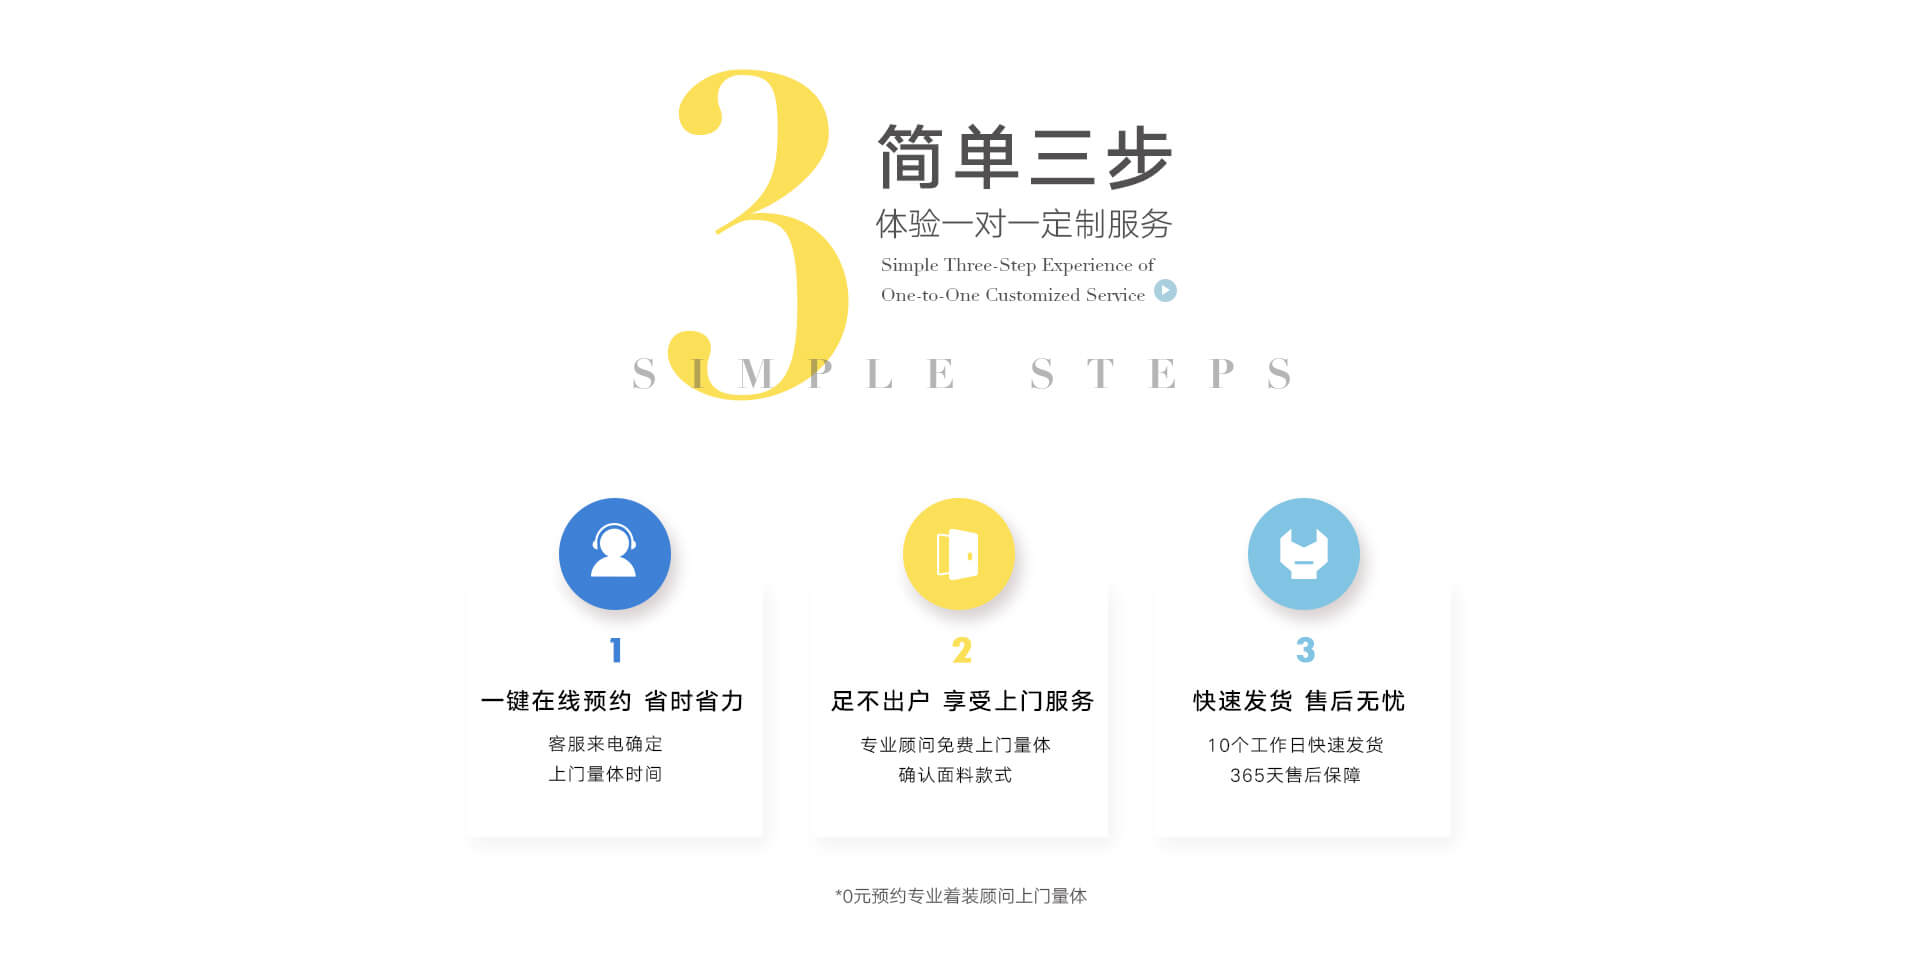 3
简单三步
体验一对一定制服务
Simple Three-Step Experience of
One-to-One Customized Service
SIMPLE STEPS
1
一键在线预约 省时省力
客服来电确定
上门量体时间
2
足不出户 享受上门服务
专业顾问免费上门量体
确认面料款式
3
快速发货 售后无忧
10个工作日快速发货
365天售后保障
*0元预约专业着装顾问上门量体